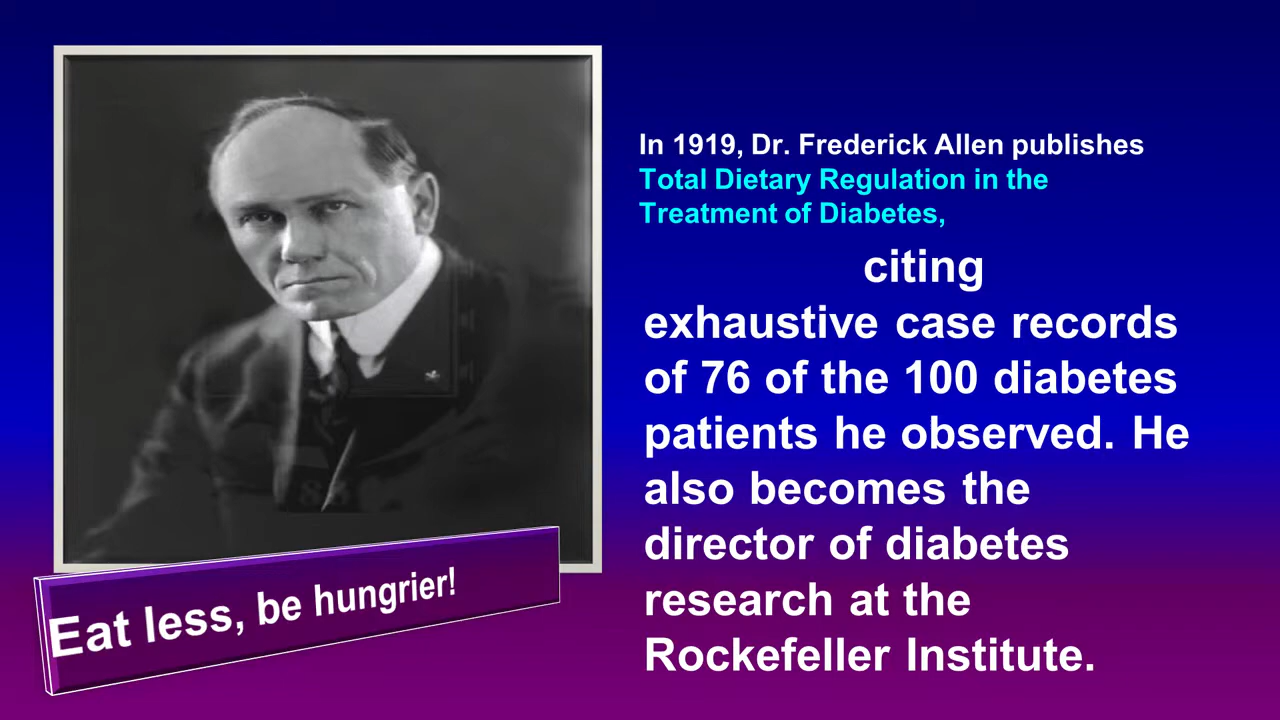 In 1919, Dr. Frederick Allen publishes
Total Dietary Regulation in the
Treatment of Diabetes,
citing
exhaustive case records
of 76 of the 100 diabetes
patients he observed. He
also becomes the
director of diabetes
research at the
Rockefeller Institute.
Eat less, be hungrier!